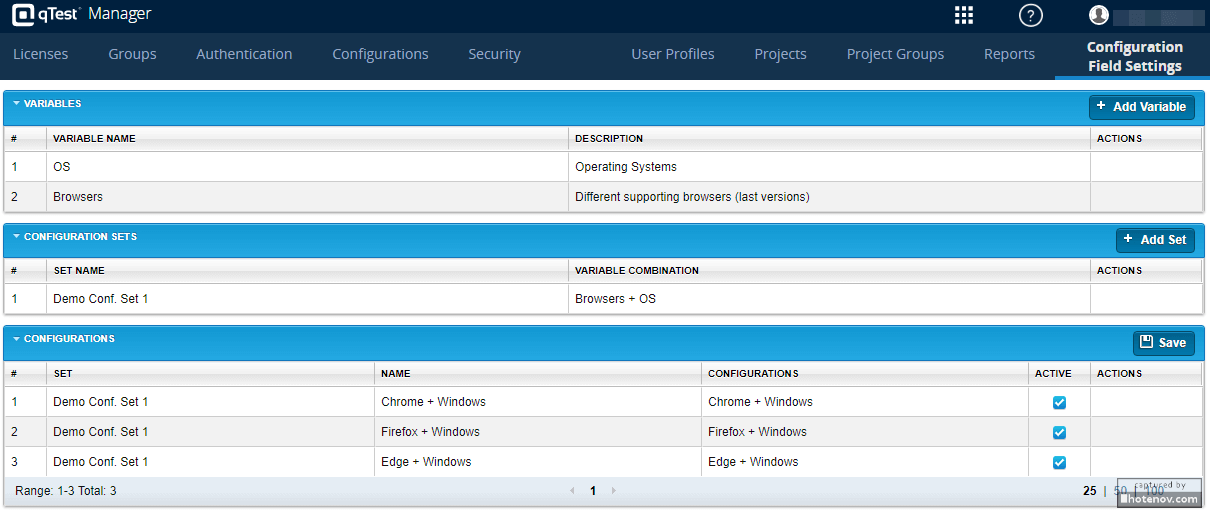 qTest Manager
?
Licenses Groups Authentication Configurations Security User Profiles Projects Project Groups Reports Configuration Field Settings
VARIABLES + Add Variable
# VARIABLE NAME DESCRIPTION ACTIONS
1 OS Operating Systems
2 Browsers Different supporting browsers (last versions)
CONFIGURATION SETS + Add Set
# SET NAME VARIABLE COMBINATION ACTIONS
1 Demo Conf. Set 1 Browsers + OS
CONFIGURATIONS Save
# SET NAME CONFIGURATIONS ACTIVE ACTIONS
1 Demo Conf. Set 1 Chrome + Windows Chrome + Windows
2 Demo Conf. Set 1 Firefox + Windows Firefox + Windows
3 Demo Conf. Set 1 Edge + Windows Edge + Windows
Range: 1-3 Total: 3 1 25 | 50 | 100
captured by
hotenov.com